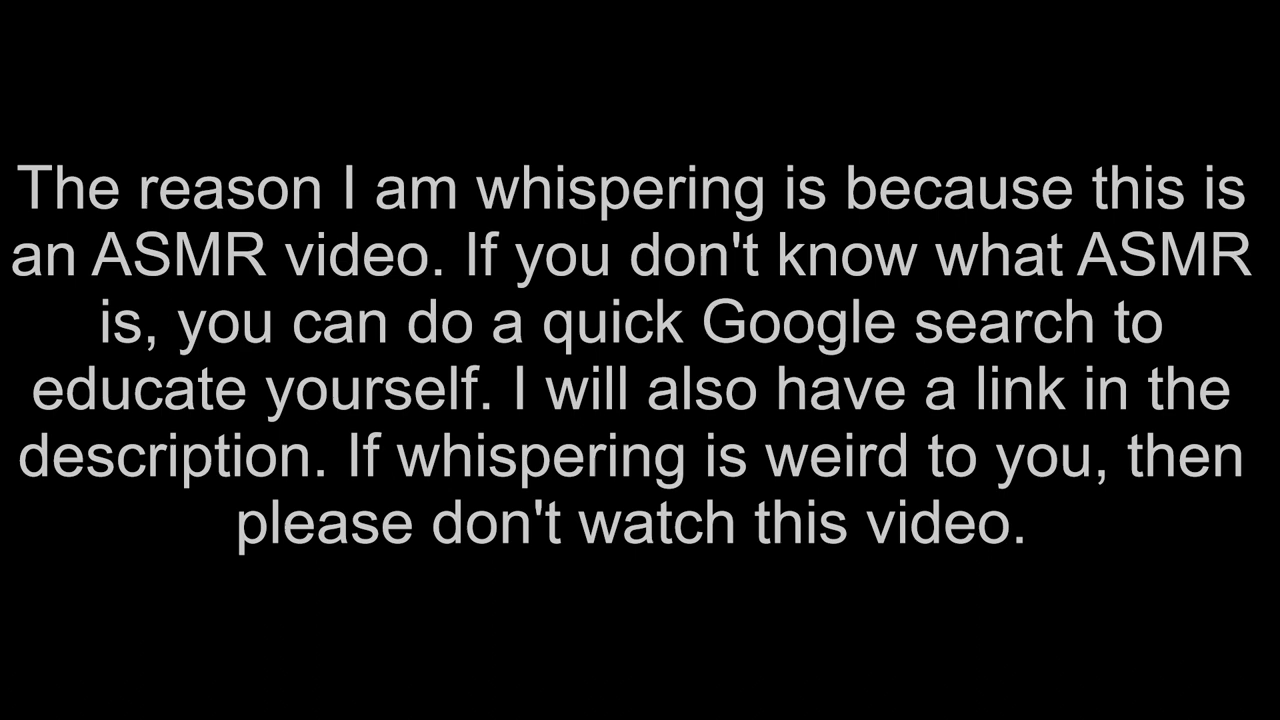 The reason I am whispering is because this is
an ASMR video. If you don't know what ASMR
is, you can do a quick Google search to
educate yourself. I will also have a link in the
description. If whispering is weird to you, then
please don't watch this video.